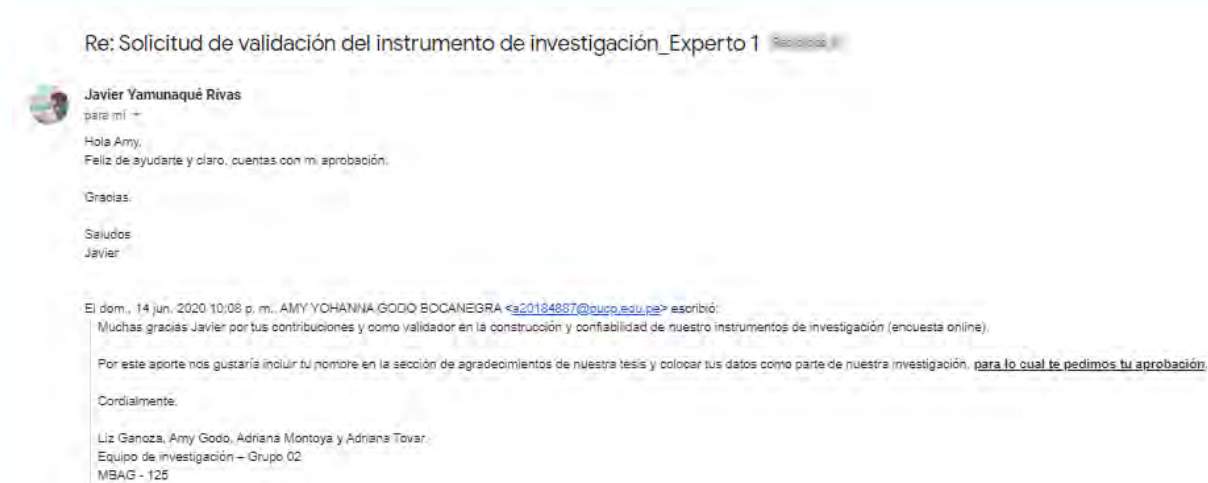 Re: Solicitud de validación del instrumento de investigación_Experto 1
Javier Yamunaqué Rivas
para mí
Hola Amy,
Feliz de ayudarte y claro, cuentas con mi aprobación.
Gracias.
Saludos
Javier
El dom., 14 jun. 2020 10:08 p. m., AMY YOHANNA GODO BOCANEGRA <a20184887@pucp.edu.pe> escribió:
Muchas gracias Javier por tus contribuciones y como validador en la construcción y confiabilidad de nuestro instrumentos de investigación (encuesta online).
Por este aporte nos gustaría incluir tu nombre en la sección de agradecimientos de nuestra tesis y colocar tus datos como parte de nuestra investigación, para lo cual te pedimos tu aprobación.
Cordialmente,
Liz Ganoza, Amy Godo, Adriana Montoya y Adriana Tovar.
Equipo de investigación – Grupo 02
MBAG - 125